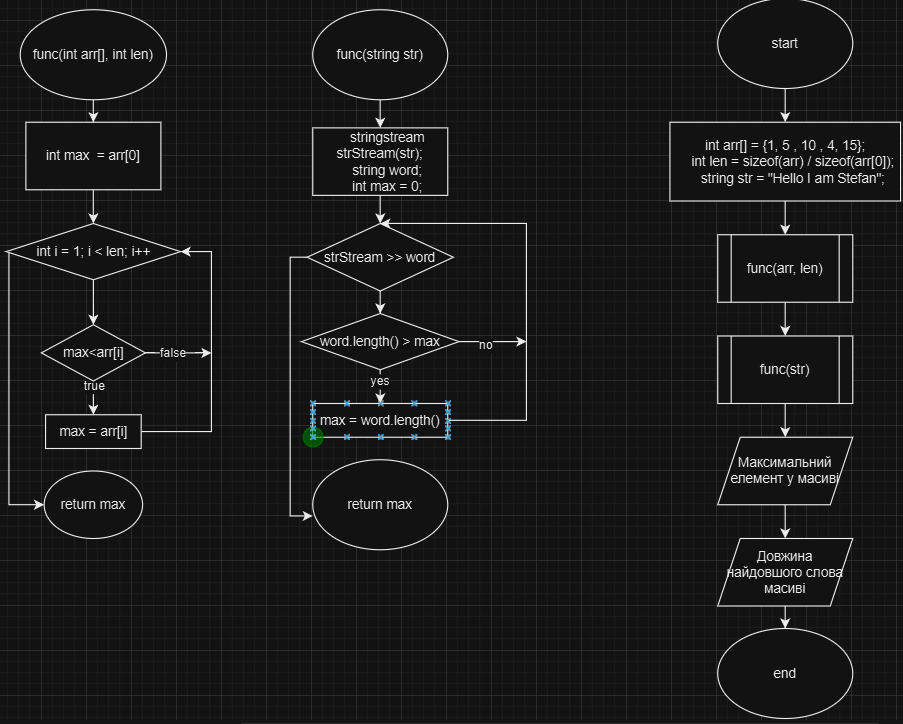 func(int arr[], int len)
int max = arr[0]
int i = 1; i < len; i++
max<arr[i]
false
true
max = arr[i]
return max
func(string str)
stringstream
strStream(str);
string word;
int max = 0;
strStream >> word
word.length() > max
no
yes
max = word.length()
return max
start
int arr[] = {1, 5 , 10 , 4, 15};
int len = sizeof(arr) / sizeof(arr[0]);
string str = "Hello I am Stefan";
func(arr, len)
func(str)
Максимальний
елемент у масиві
Довжина
найдовшого слова
масиві
end